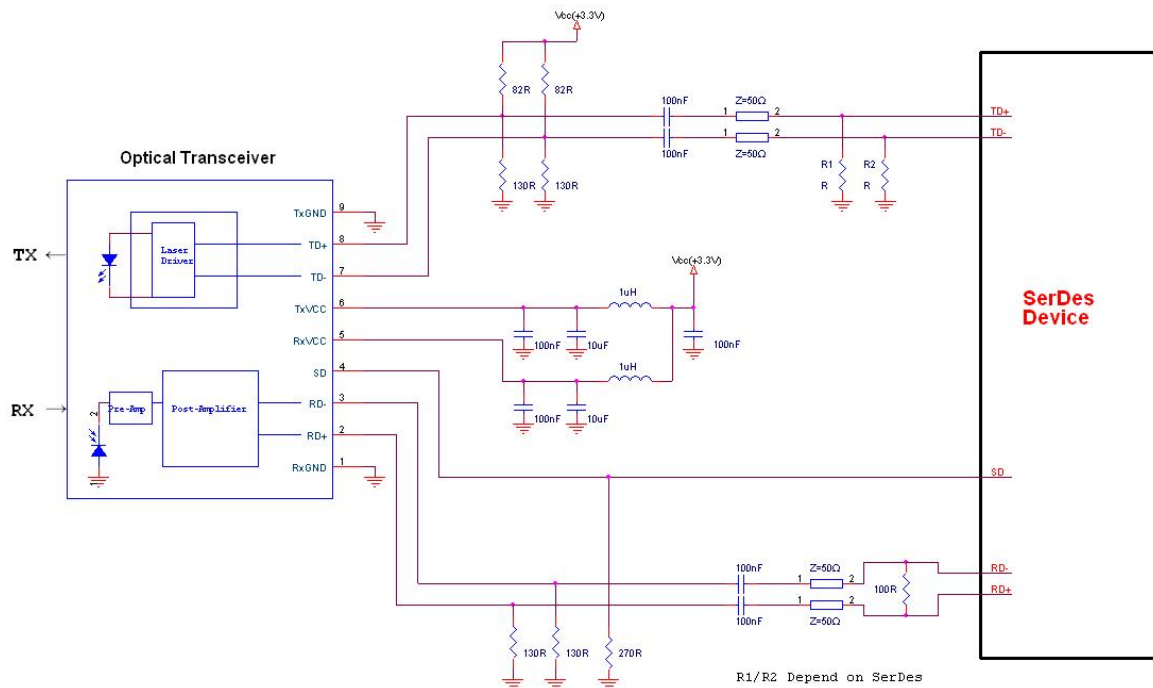 Vcc(+3.3V)
82R 82R
100nF Z=50Ω
1 2
TD+
1 2
TD-
100nF Z=50Ω
Optical Transceiver
130R 130R
R1 R2
R R
TxGND 9
TX ←
Laser
Driver
TD+ 8
TD- 7
Vcc(+3.3V)
1uH
TxVCC 6
100nF 10uF 100nF
RxVCC 5
1uH
SD 4
RX →
2
Pre-Amp Post-Amplifier
RD- 3
100nF 10uF
RD+ 2
RxGND 1
1
SerDes
Device
SD
100nF Z=50Ω
1 2
RD-
100R
1 2
RD+
100nF Z=50Ω
130R 130R 270R
R1/R2 Depend on SerDes